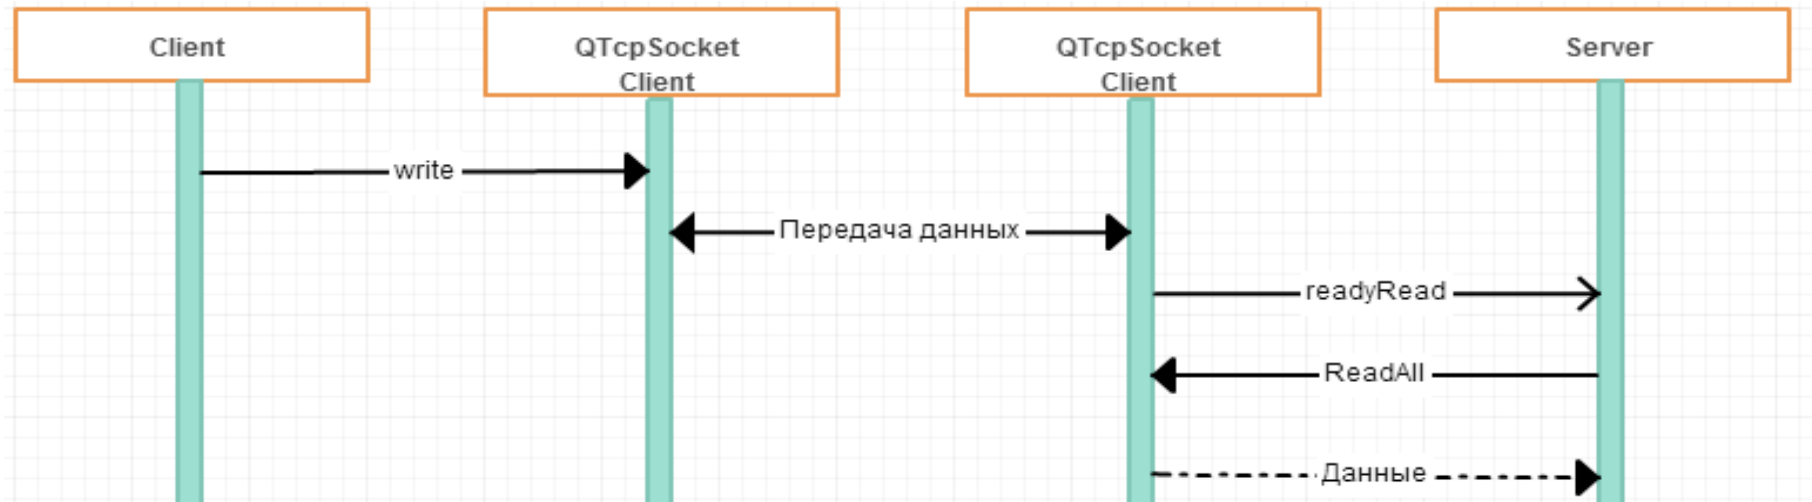 Client
QTcpSocket
Client
QTcpSocket
Client
Server
write
Передача данных
readyRead
ReadAll
Данные